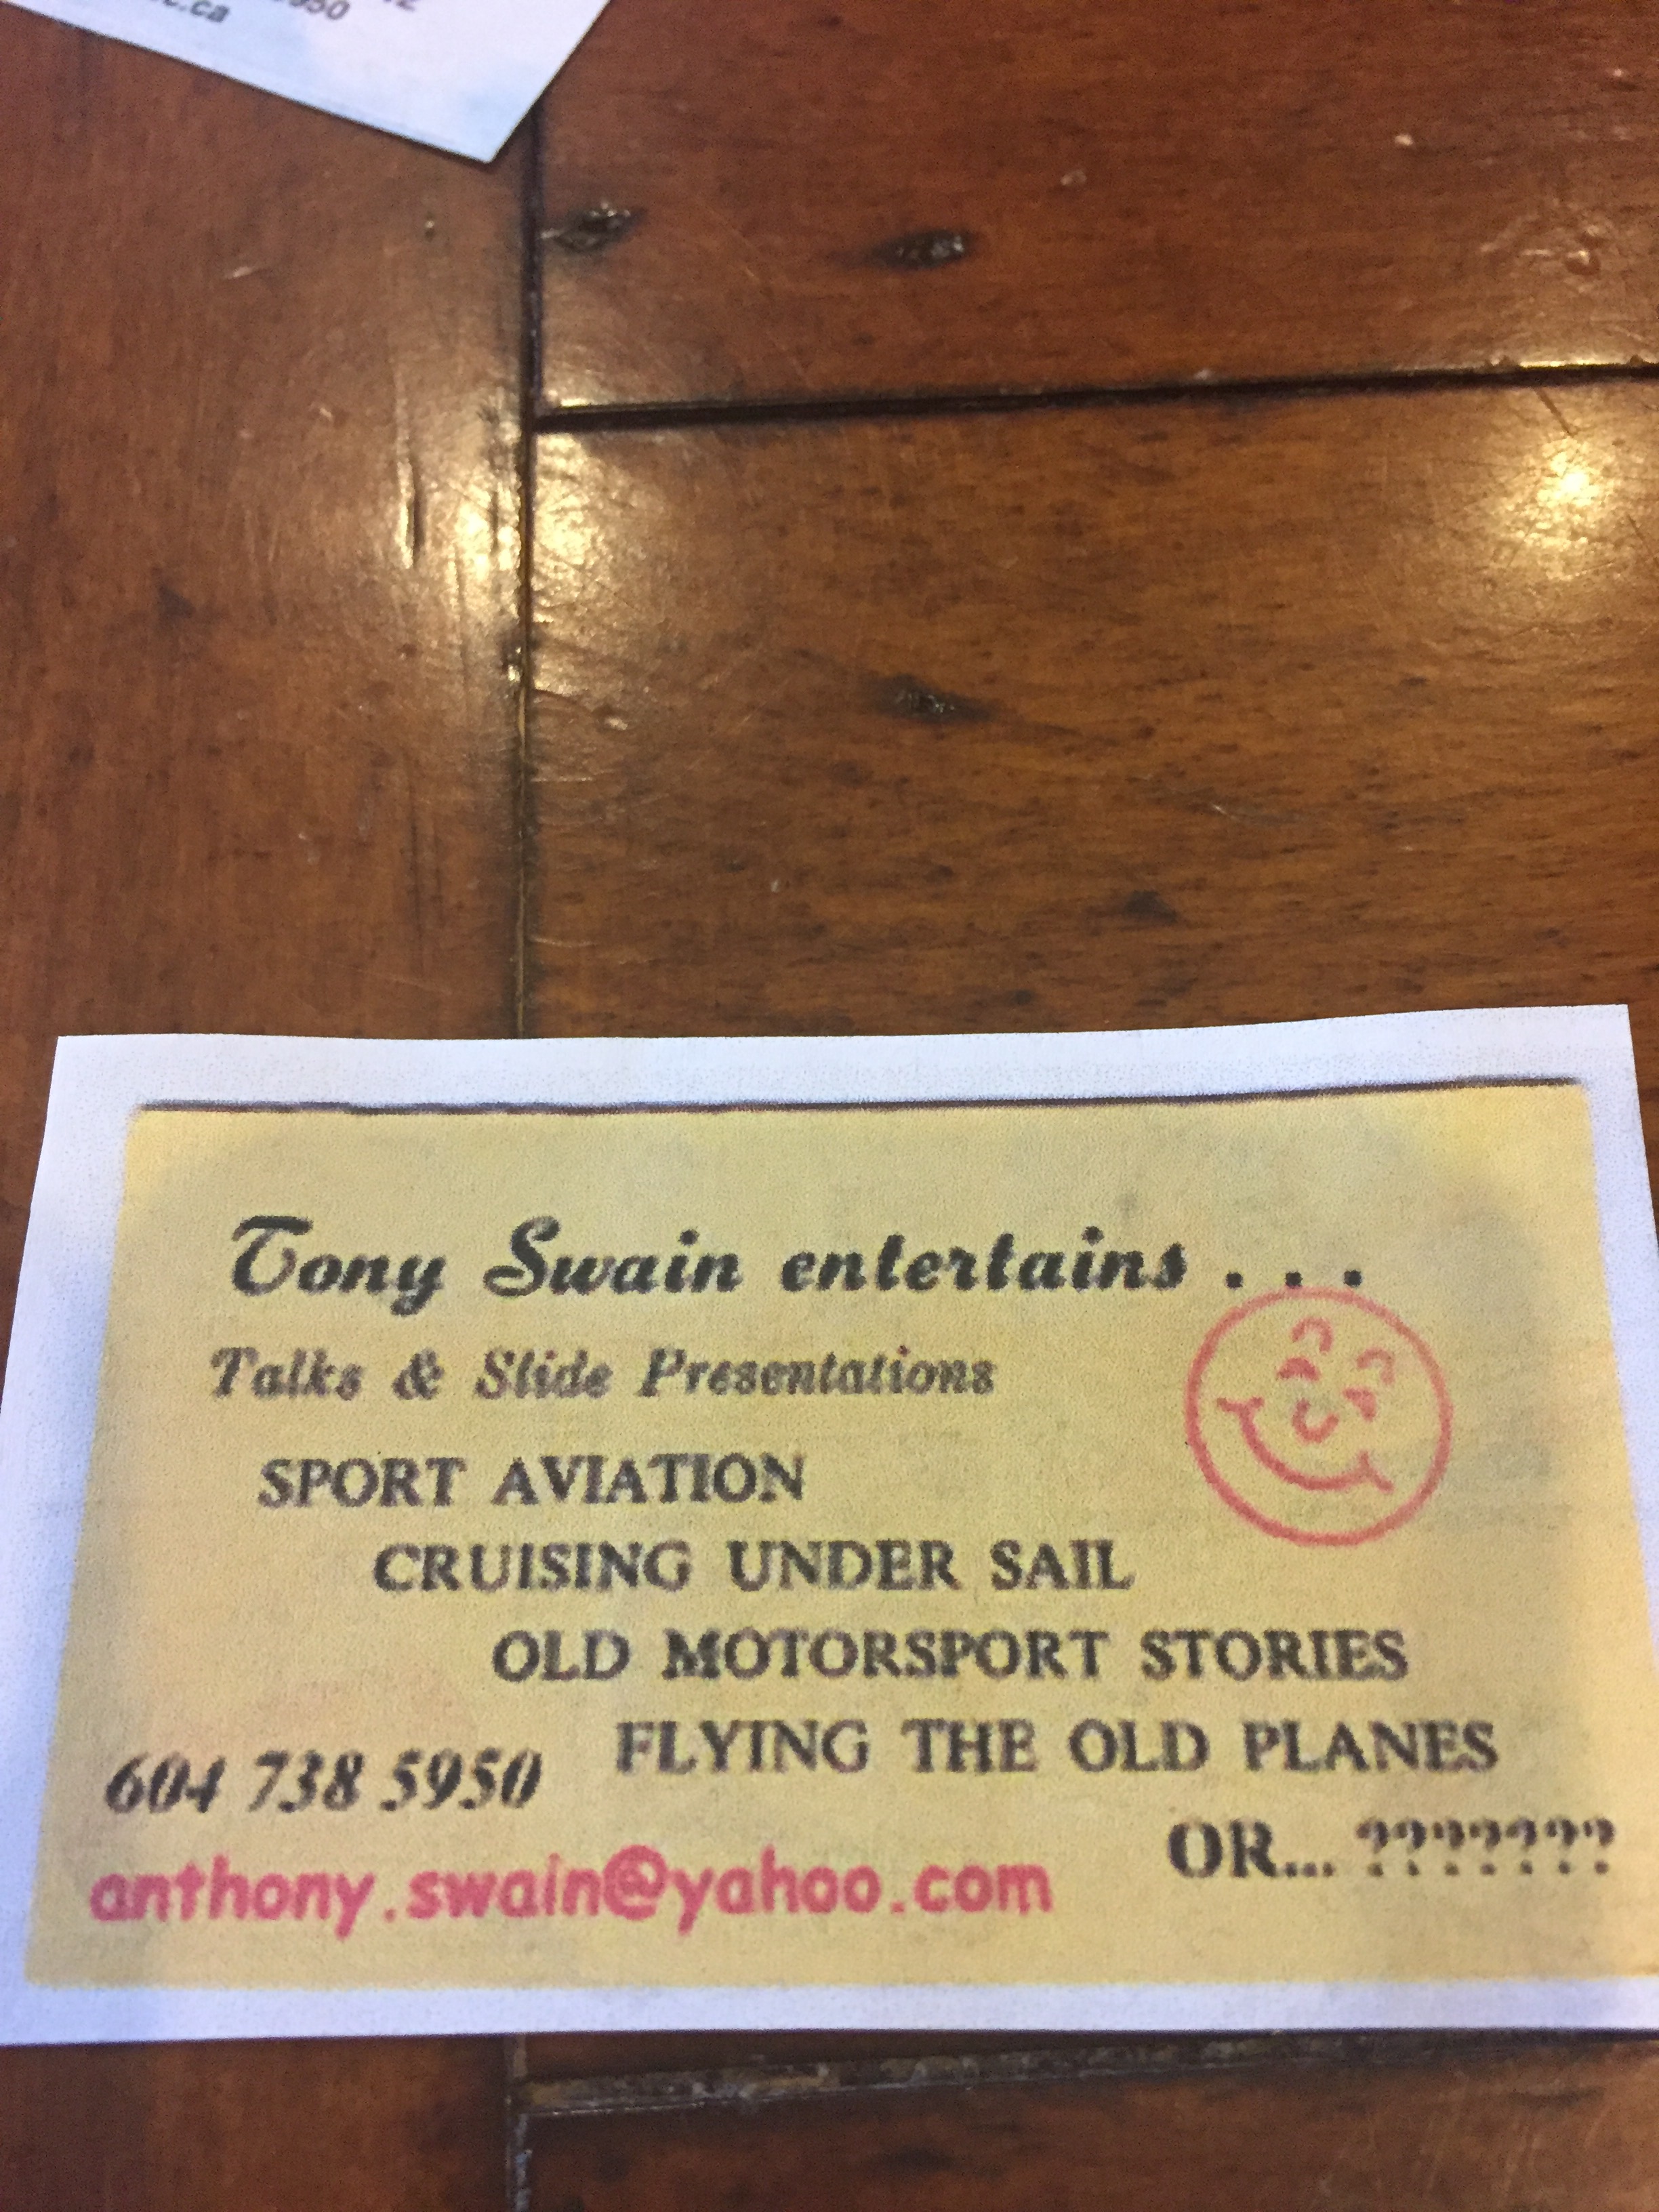 Tony Swain entertains . . .
Talks & Slide Presentations
SPORT AVIATION
CRUISING UNDER SAIL
OLD MOTORSPORT STORIES
FLYING THE OLD PLANES
604 738 5950
OR... ???????
anthony.swain@yahoo.com